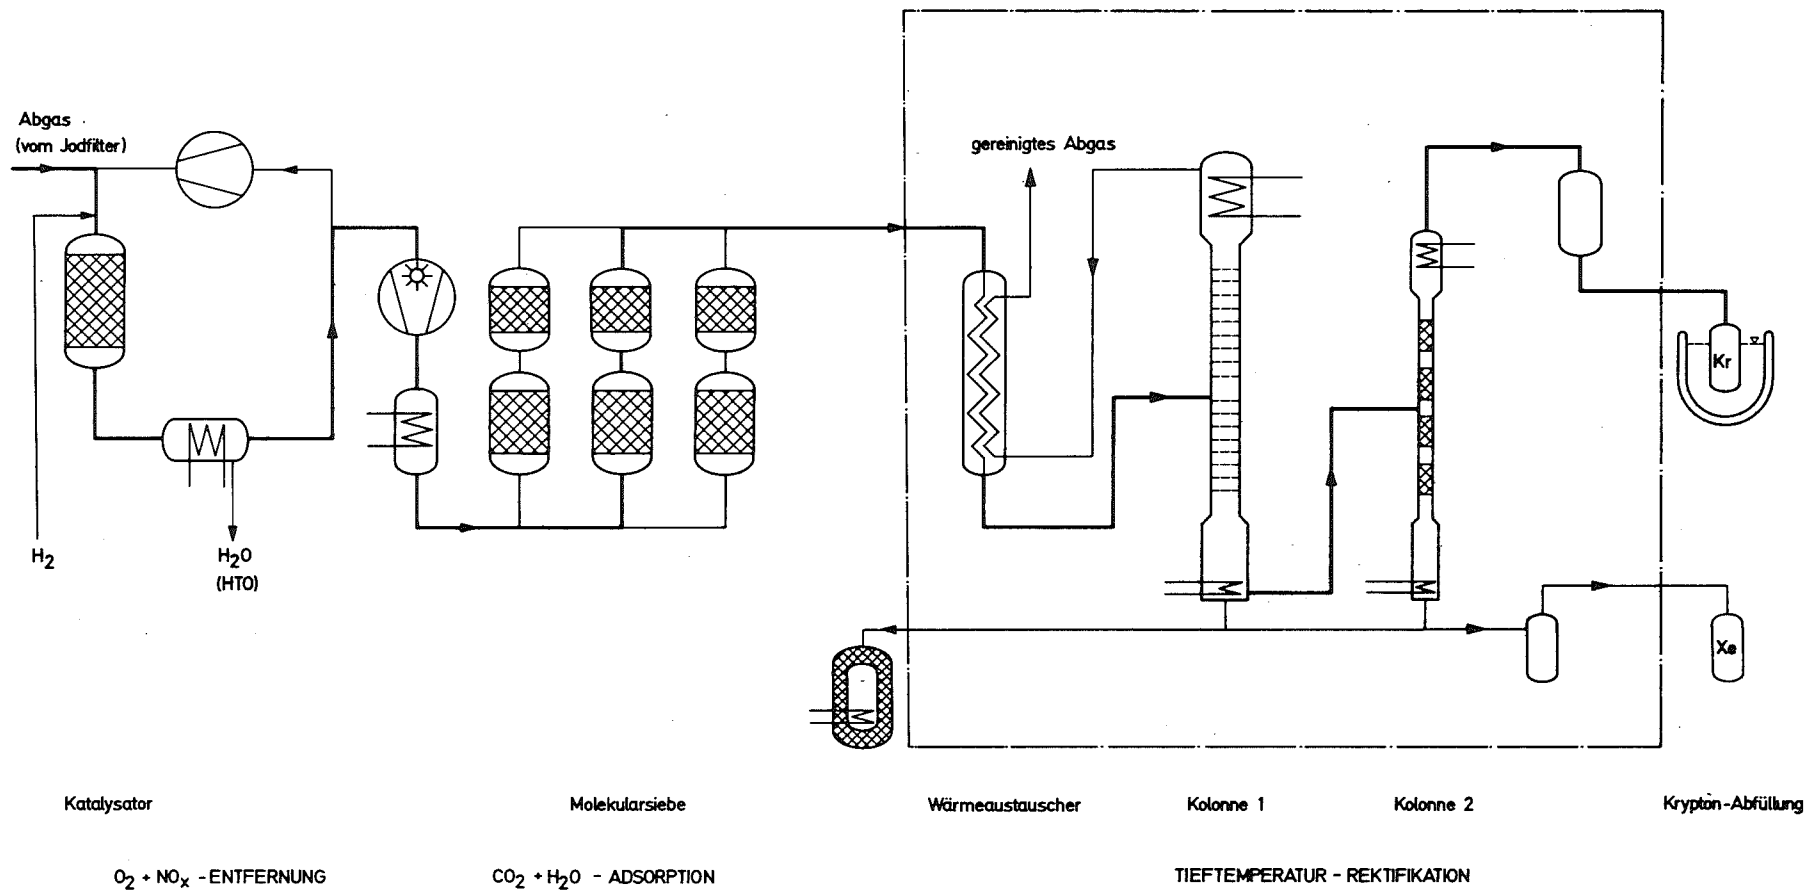 Abgas
(vom Jodfilter)
gereinigtes Abgas
Kr
H₂
H₂O
(HTO)
Xe
Katalysator
Molekularsiebe
Wärmeaustauscher
Kolonne 1
Kolonne 2
Krypton-Abfüllung
O₂ + NOₓ - ENTFERNUNG
CO₂ + H₂O - ADSORPTION
TIEFTEMPERATUR - REKTIFIKATION